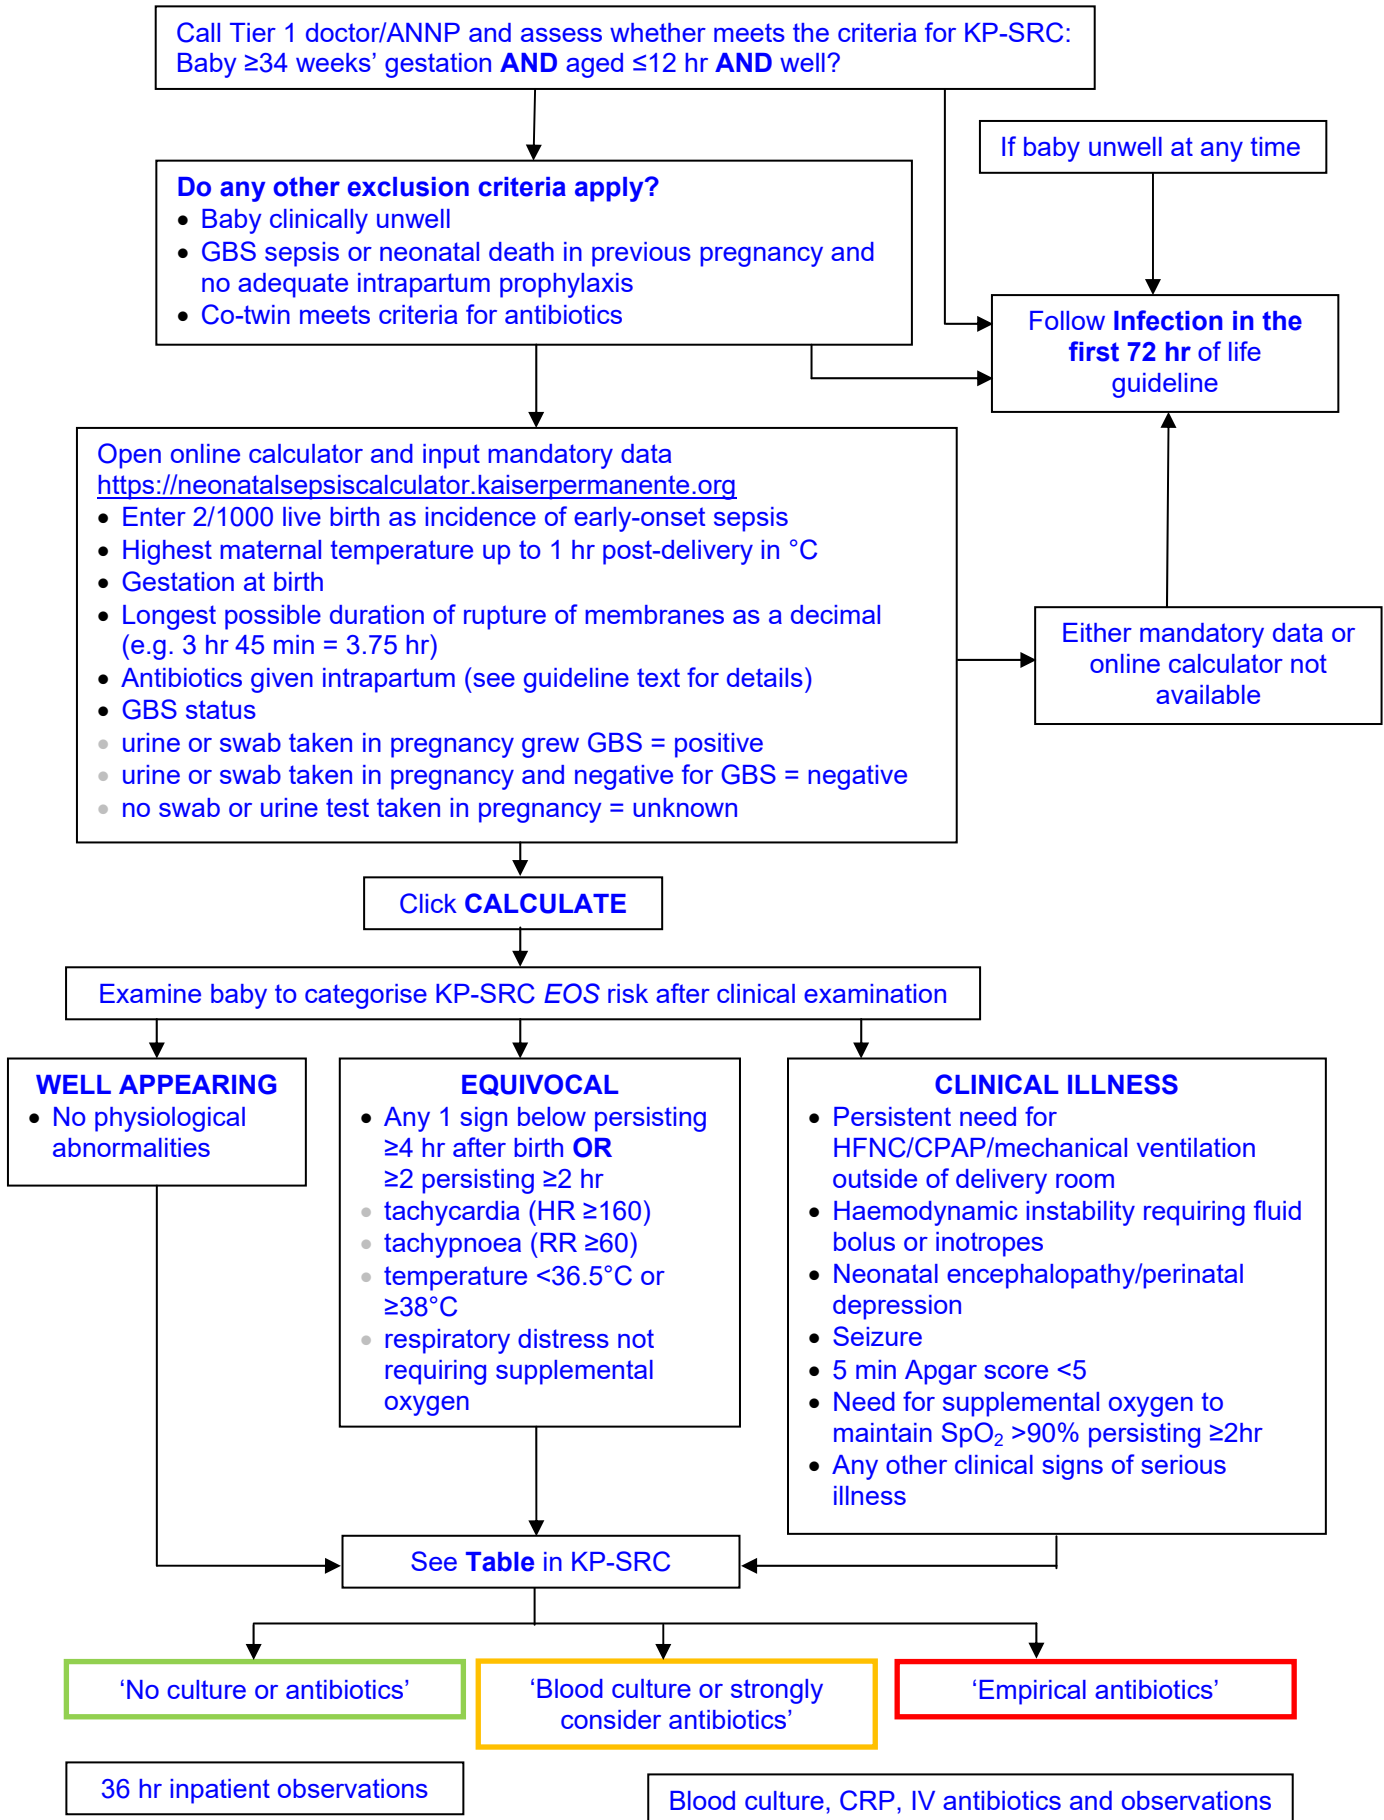 Call Tier 1 doctor/ANNP and assess whether meets the criteria for KP-SRC:
Baby ≥34 weeks’ gestation AND aged ≤12 hr AND well?
If baby unwell at any time
Do any other exclusion criteria apply?
• Baby clinically unwell
• GBS sepsis or neonatal death in previous pregnancy and
no adequate intrapartum prophylaxis
• Co-twin meets criteria for antibiotics
Follow Infection in the
first 72 hr of life
guideline
Open online calculator and input mandatory data
https://neonatalsepsiscalculator.kaiserpermanente.org
• Enter 2/1000 live birth as incidence of early-onset sepsis
• Highest maternal temperature up to 1 hr post-delivery in °C
• Gestation at birth
• Longest possible duration of rupture of membranes as a decimal
(e.g. 3 hr 45 min = 3.75 hr)
• Antibiotics given intrapartum (see guideline text for details)
• GBS status
• urine or swab taken in pregnancy grew GBS = positive
• urine or swab taken in pregnancy and negative for GBS = negative
• no swab or urine test taken in pregnancy = unknown
Either mandatory data or
online calculator not
available
Click CALCULATE
Examine baby to categorise KP-SRC EOS risk after clinical examination
WELL APPEARING
• No physiological
abnormalities
EQUIVOCAL
• Any 1 sign below persisting
≥4 hr after birth OR
≥2 persisting ≥2 hr
• tachycardia (HR ≥160)
• tachypnoea (RR ≥60)
• temperature <36.5°C or
≥38°C
• respiratory distress not
requiring supplemental
oxygen
CLINICAL ILLNESS
• Persistent need for
HFNC/CPAP/mechanical ventilation
outside of delivery room
• Haemodynamic instability requiring fluid
bolus or inotropes
• Neonatal encephalopathy/perinatal
depression
• Seizure
• 5 min Apgar score <5
• Need for supplemental oxygen to
maintain SpO₂ >90% persisting ≥2hr
• Any other clinical signs of serious
illness
See Table in KP-SRC
‘No culture or antibiotics’
‘Blood culture or strongly
consider antibiotics’
‘Empirical antibiotics’
36 hr inpatient observations
Blood culture, CRP, IV antibiotics and observations